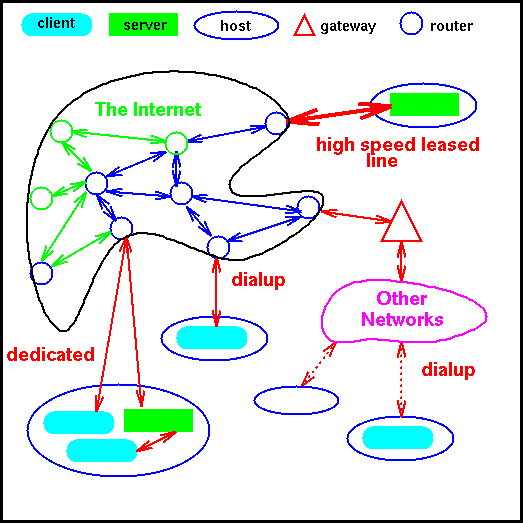 client server host gateway router
The Internet
high speed leased
line
dialup
Other
Networks
dedicated
dialup